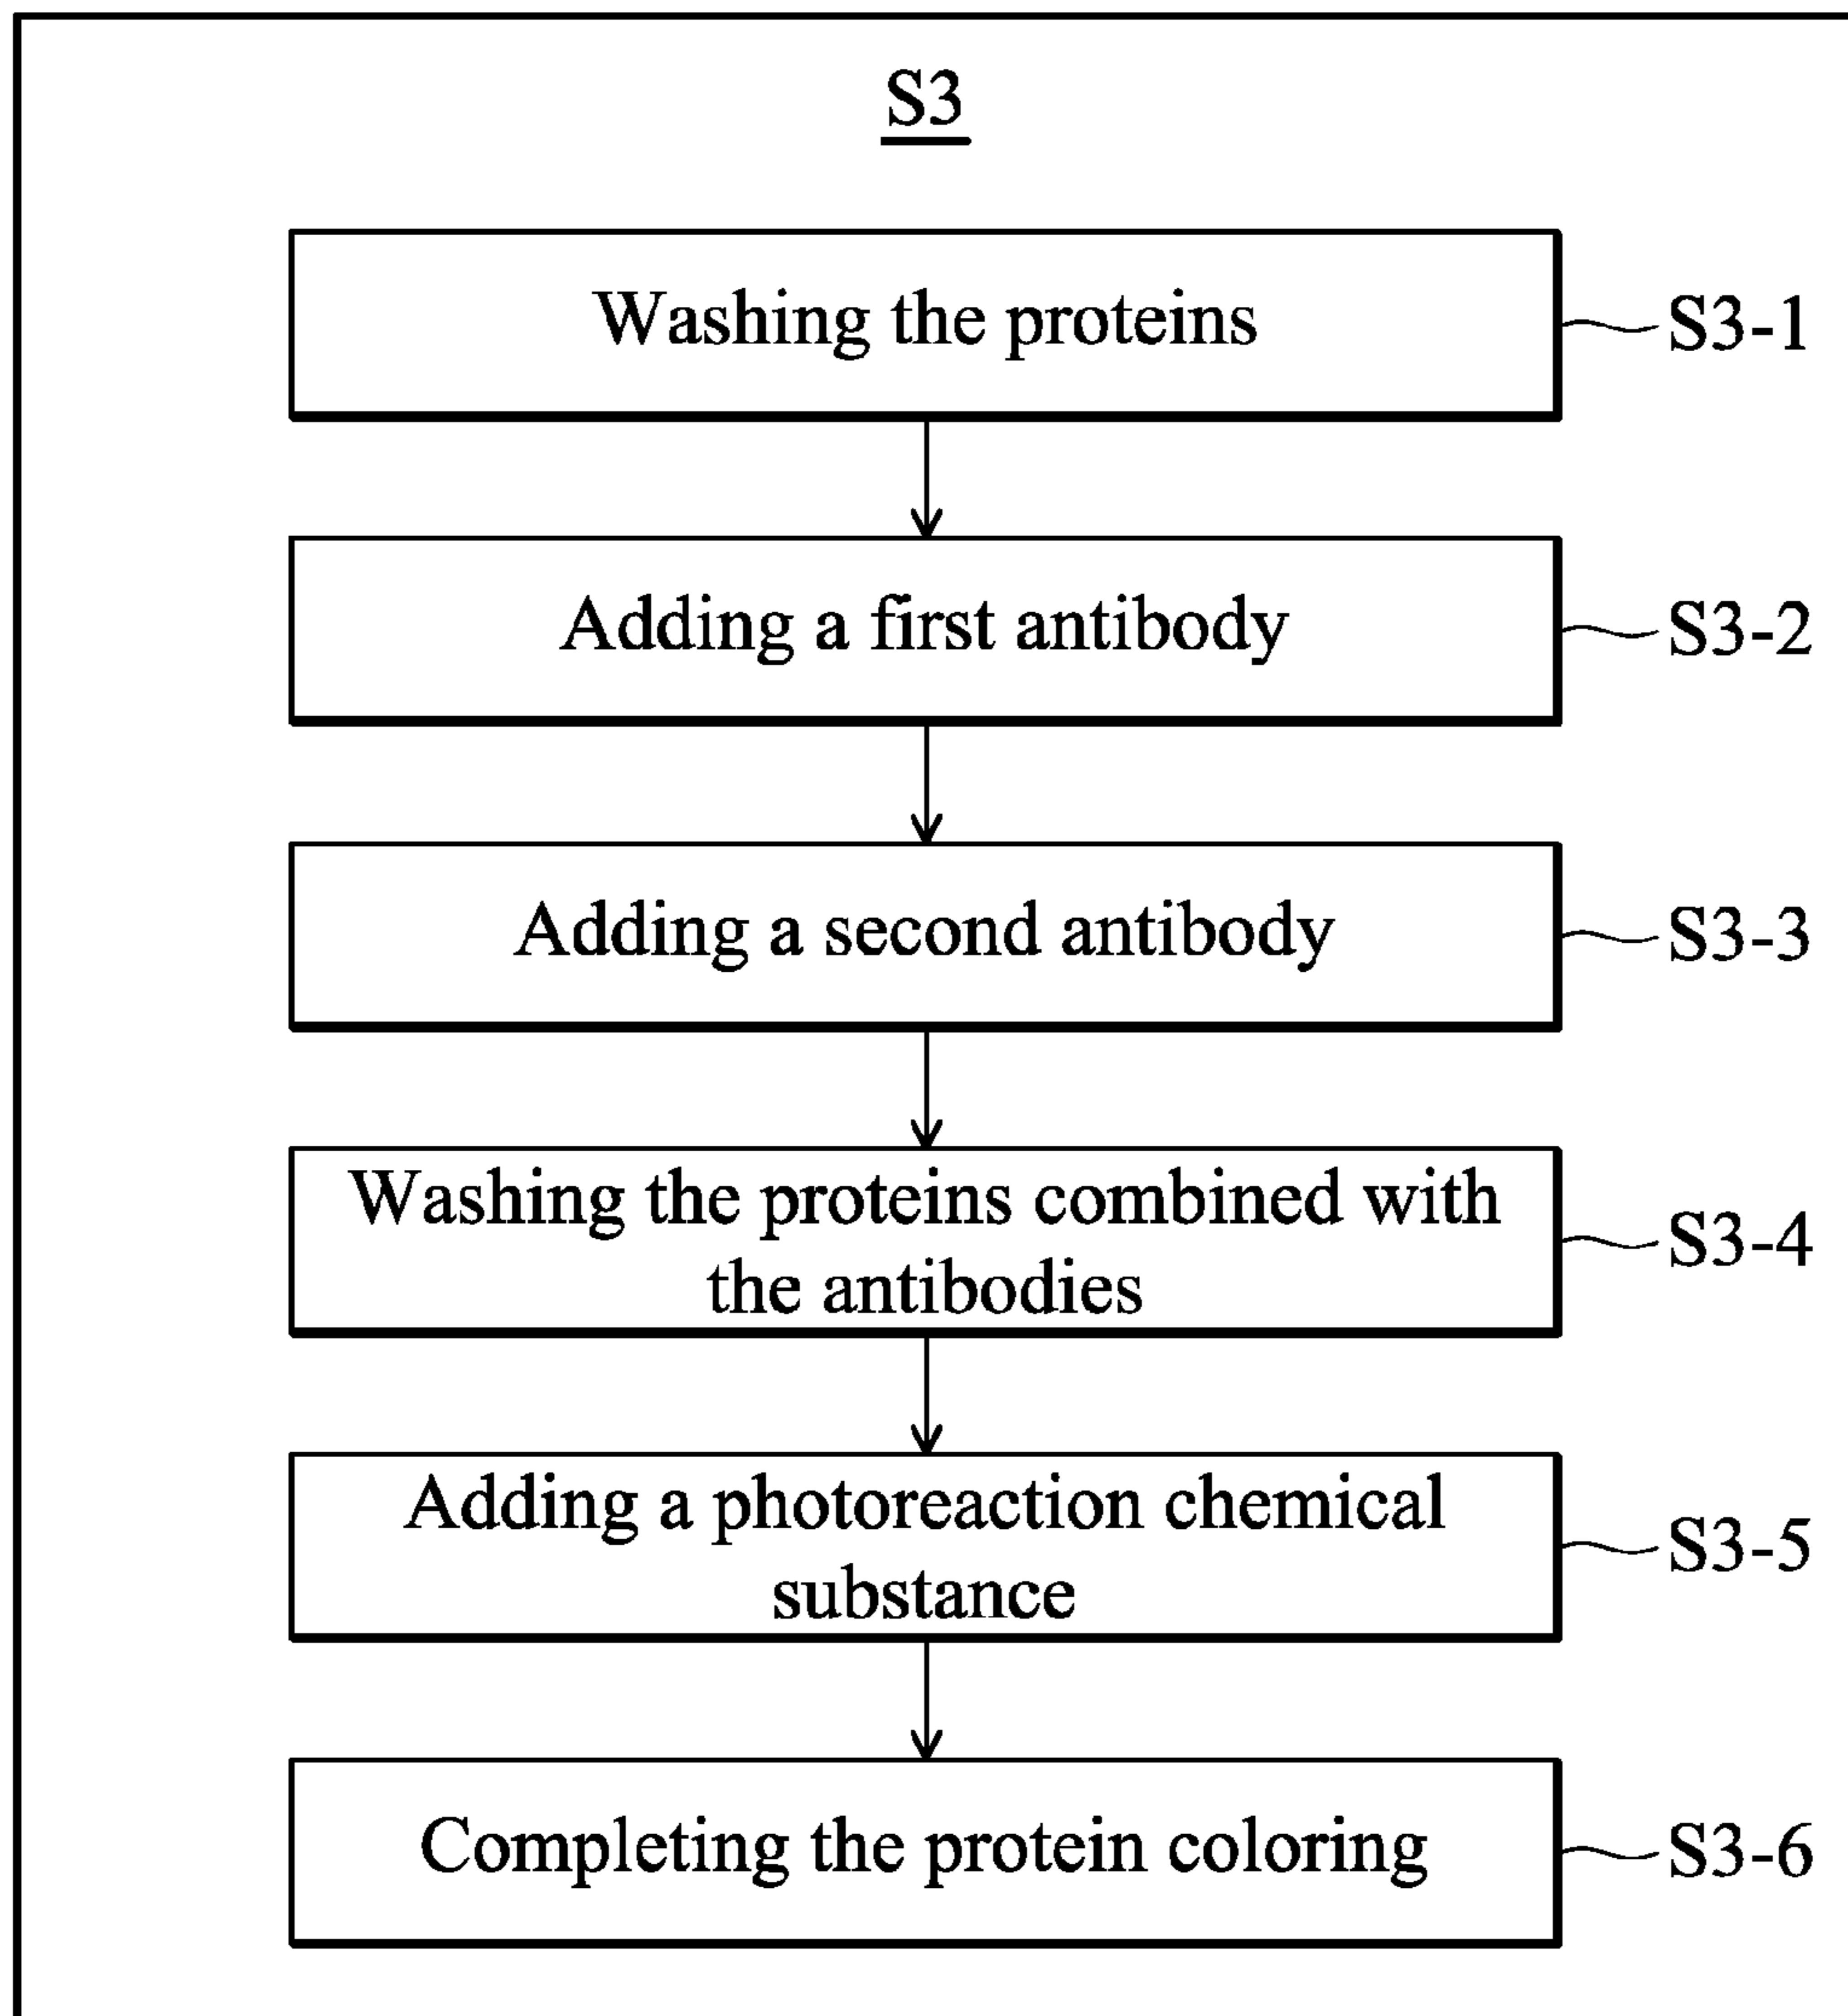 S3
Washing the proteins
S3-1
Adding a first antibody
S3-2
Adding a second antibody
S3-3
Washing the proteins combined with
the antibodies
S3-4
Adding a photoreaction chemical
substance
S3-5
Completing the protein coloring
S3-6